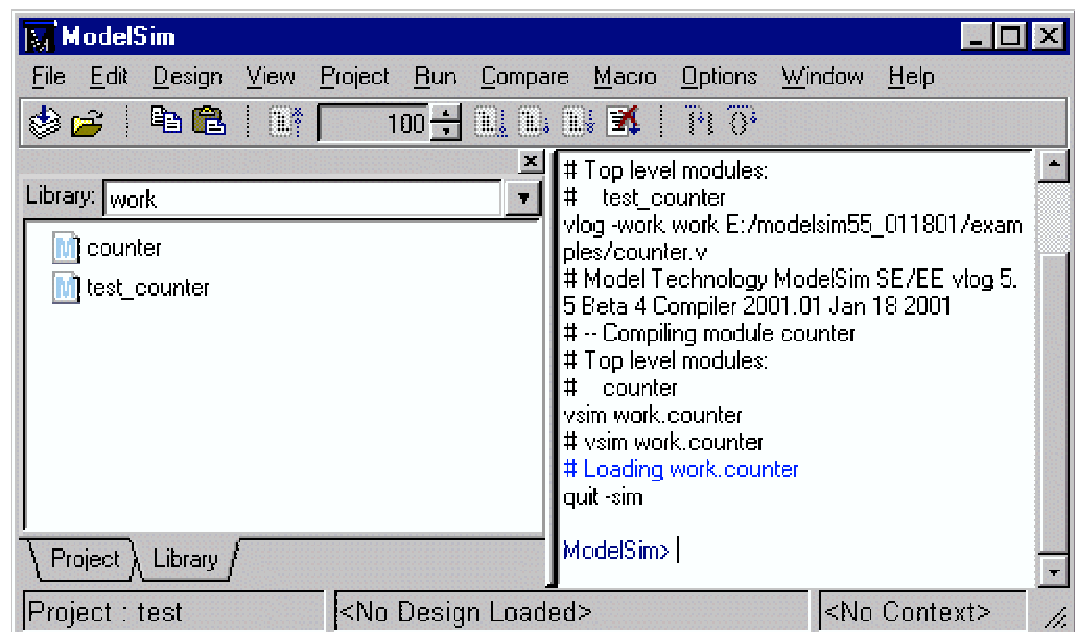 ModelSim
File Edit Design View Project Run Compare Macro Options Window Help
100
Library: work
counter
test_counter
Project Library
# Top level modules:
# test_counter
vlog -work work E:/modelsim55_011801/exam
ples/counter.v
# Model Technology ModelSim SE/EE vlog 5.
5 Beta 4 Compiler 2001.01 Jan 18 2001
# -- Compiling module counter
# Top level modules:
# counter
vsim work.counter
# vsim work.counter
# Loading work.counter
quit -sim
ModelSim>
Project : test <No Design Loaded> <No Context>